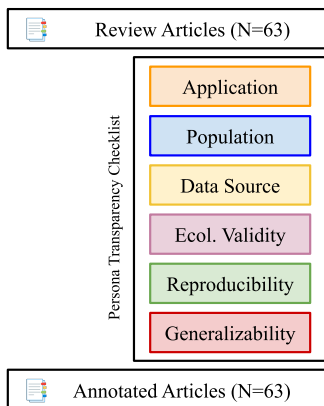 Review Articles (N=63)
Persona Transparency Checklist
Application
Population
Data Source
Ecol. Validity
Reproducibility
Generalizability
Annotated Articles (N=63)